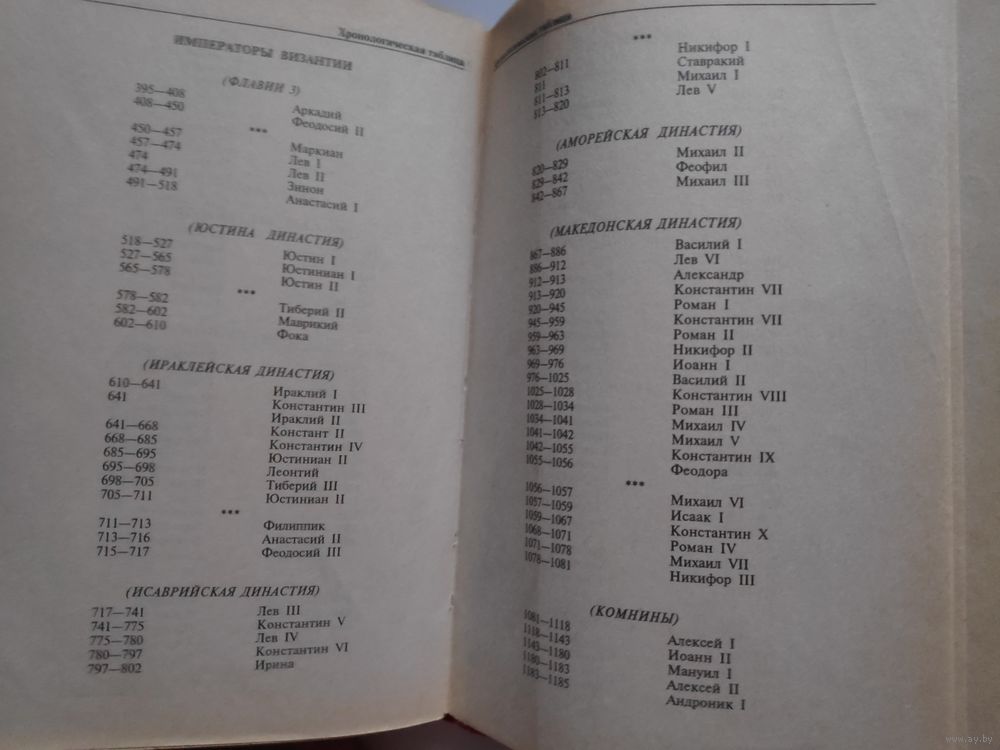 Хронологическая таблица
ИМПЕРАТОРЫ ВИЗАНТИИ
(ФЛАВИИ 3)
395—408 Аркадий
408—450 Феодосий II
***
450—457 Маркиан
457—474 Лев I
474 Лев II
474—491 Зинон
491—518 Анастасий I
(ЮСТИНА ДИНАСТИЯ)
518—527 Юстин I
527—565 Юстиниан I
565—578 Юстин II
***
578—582 Тиберий II
582—602 Маврикий
602—610 Фока
(ИРАКЛЕЙСКАЯ ДИНАСТИЯ)
610—641 Ираклий I
641 Константин III
Ираклий II
641—668 Констант II
668—685 Константин IV
685—695 Юстиниан II
695—698 Леонтий
698—705 Тиберий III
705—711 Юстиниан II
***
711—713 Филиппик
713—716 Анастасий II
715—717 Феодосий III
(ИСАВРИЙСКАЯ ДИНАСТИЯ)
717—741 Лев III
741—775 Константин V
775—780 Лев IV
780—797 Константин VI
797—802 Ирина
Хронологическая таблица
***
802—811 Никифор I
811 Ставракий
811—813 Михаил I
813—820 Лев V
(АМОРЕЙСКАЯ ДИНАСТИЯ)
820—829 Михаил II
829—842 Феофил
842—867 Михаил III
(МАКЕДОНСКАЯ ДИНАСТИЯ)
867—886 Василий I
886—912 Лев VI
912—913 Александр
913—920 Константин VII
920—945 Роман I
945—959 Константин VII
959—963 Роман II
963—969 Никифор II
969—976 Иоанн I
976—1025 Василий II
1025—1028 Константин VIII
1028—1034 Роман III
1034—1041 Михаил IV
1041—1042 Михаил V
1042—1055 Константин IX
1055—1056 Феодора
***
1056—1057 Михаил VI
1057—1059 Исаак I
1059—1067 Константин X
1068—1071 Роман IV
1071—1078 Михаил VII
1078—1081 Никифор III
(КОМНИНЫ)
1081—1118 Алексей I
1118—1143 Иоанн II
1143—1180 Мануил I
1180—1183 Алексей II
1183—1185 Андроник I
www.ay.by